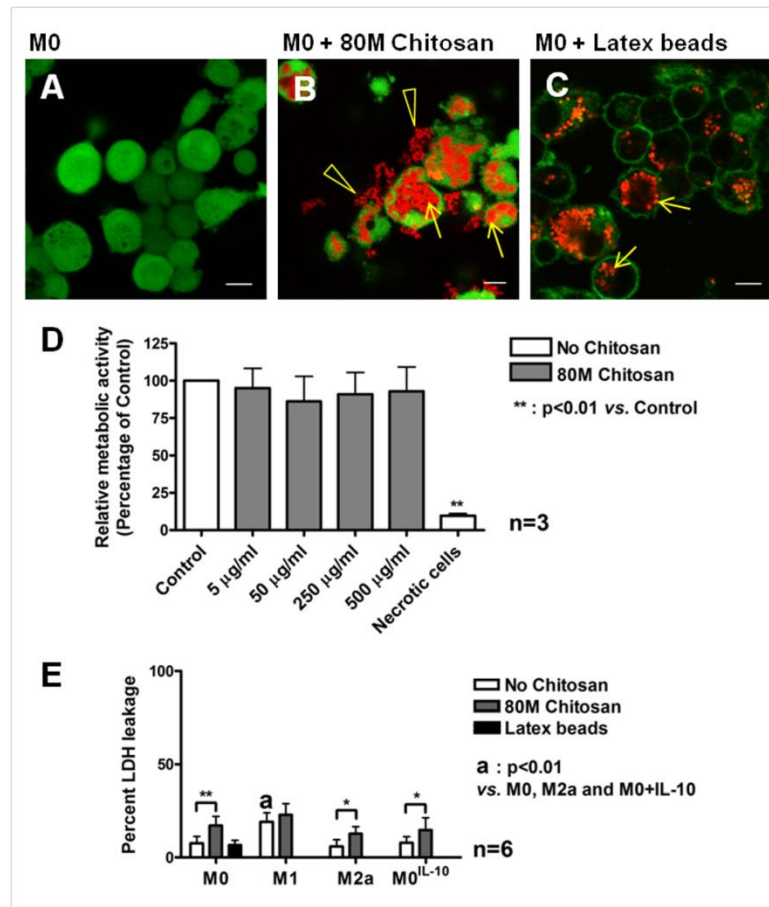 M0
M0 + 80M Chitosan
M0 + Latex beads
A
B
C
D
Relative metabolic activity
(Percentage of Control)
125
100
75
50
25
0
Control
5 μg/ml
50 μg/ml
250 μg/ml
500 μg/ml
Necrotic cells
**
No Chitosan
80M Chitosan
** : p<0.01 vs. Control
n=3
E
Percent LDH leakage
100
50
0
**
a
*
*
M0
M1
M2a
M0^IL-10
No Chitosan
80M Chitosan
Latex beads
a : p<0.01
vs. M0, M2a and M0+IL-10
n=6